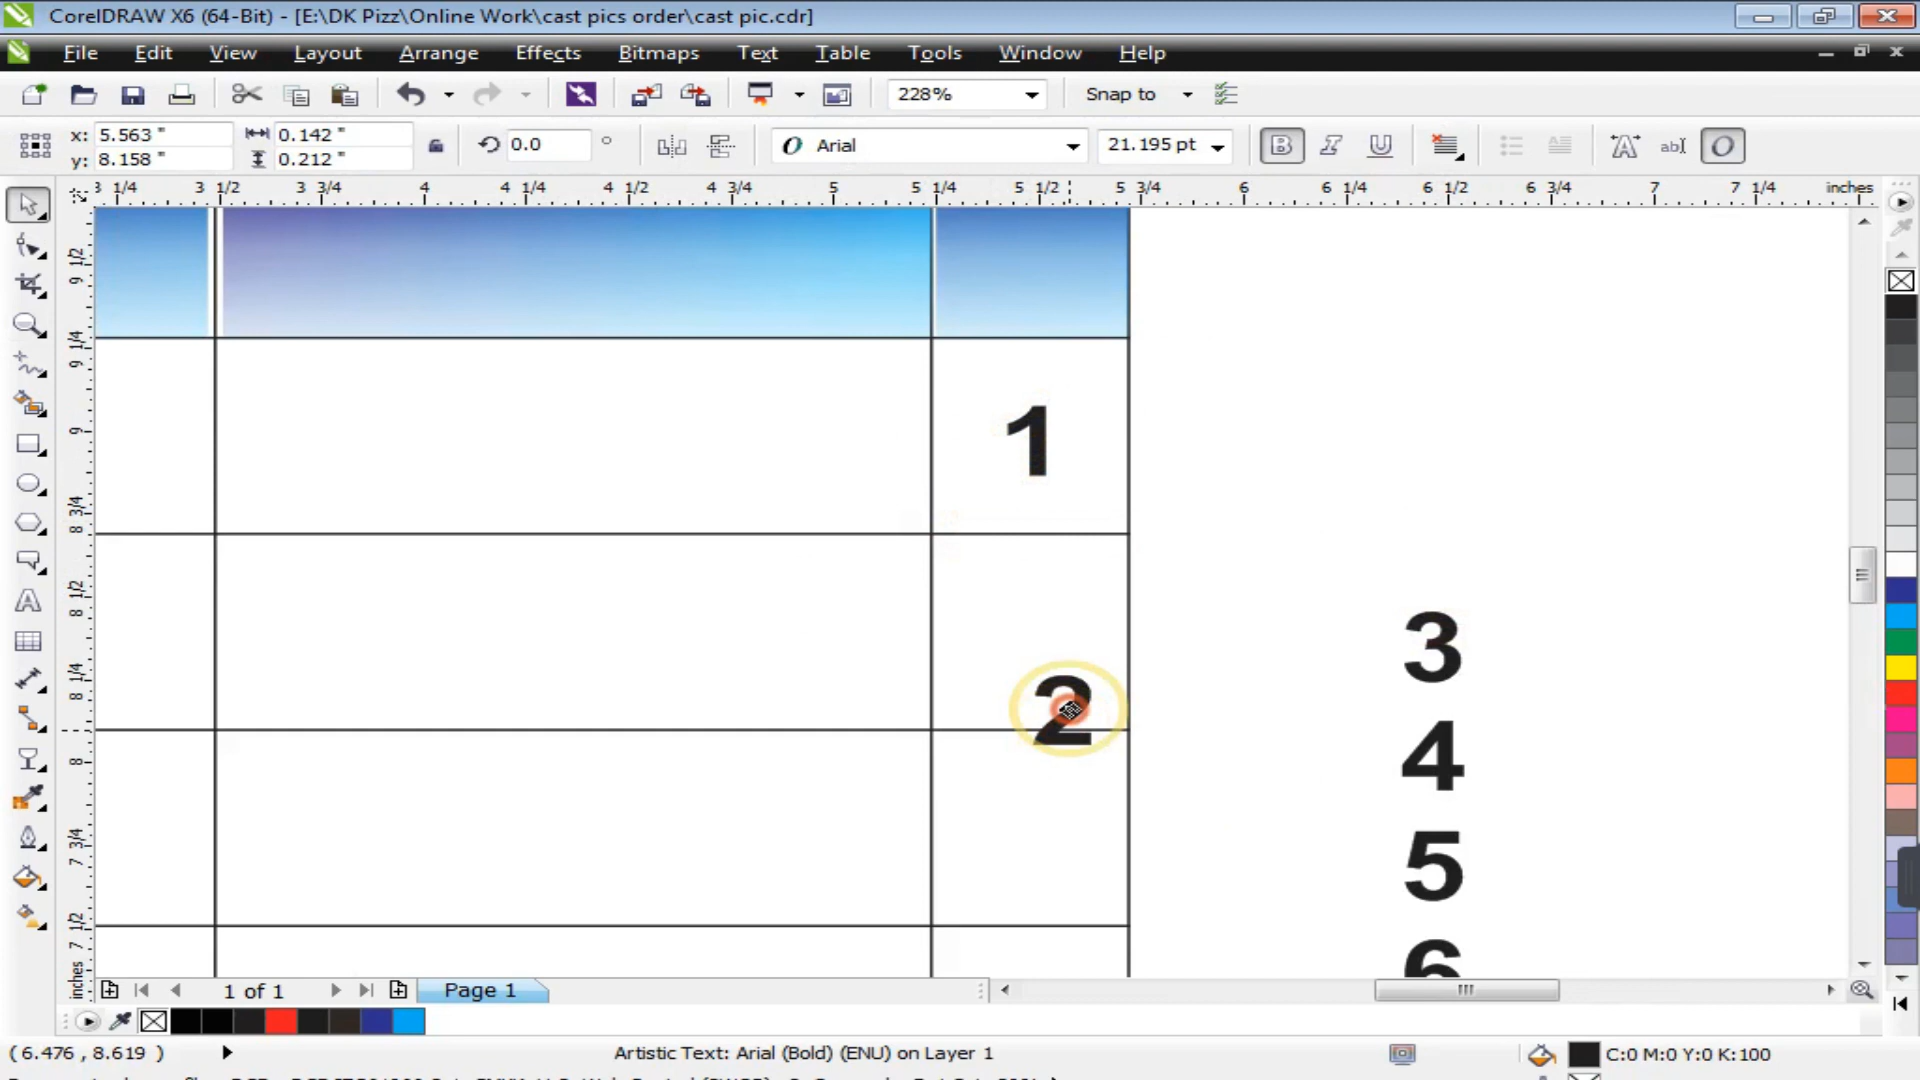 CorelDRAW X6 (64-Bit) - [E:\DK Pizz\Online Work\cast pics order\cast pic.cdr]
File Edit View Layout Arrange Effects Bitmaps Text Table Tools Window Help
228% Snap to
x: 5.563 " 0.142 " 0.0 ° Arial 21.195 pt B I U ab
y: 8.158 " 0.212 "
3 1/4 3 1/2 3 3/4 4 4 1/4 4 1/2 4 3/4 5 5 1/4 5 1/2 5 3/4 6 6 1/4 6 1/2 6 3/4 7 7 1/4 inches
9 1/2
9 1/4
9
8 3/4
8 1/2
8 1/4
8
7 3/4
7 1/2
inches
1
2
3
4
5
6
1 of 1 Page 1
( 6.476 , 8.619 ) Artistic Text: Arial (Bold) (ENU) on Layer 1 C:0 M:0 Y:0 K:100